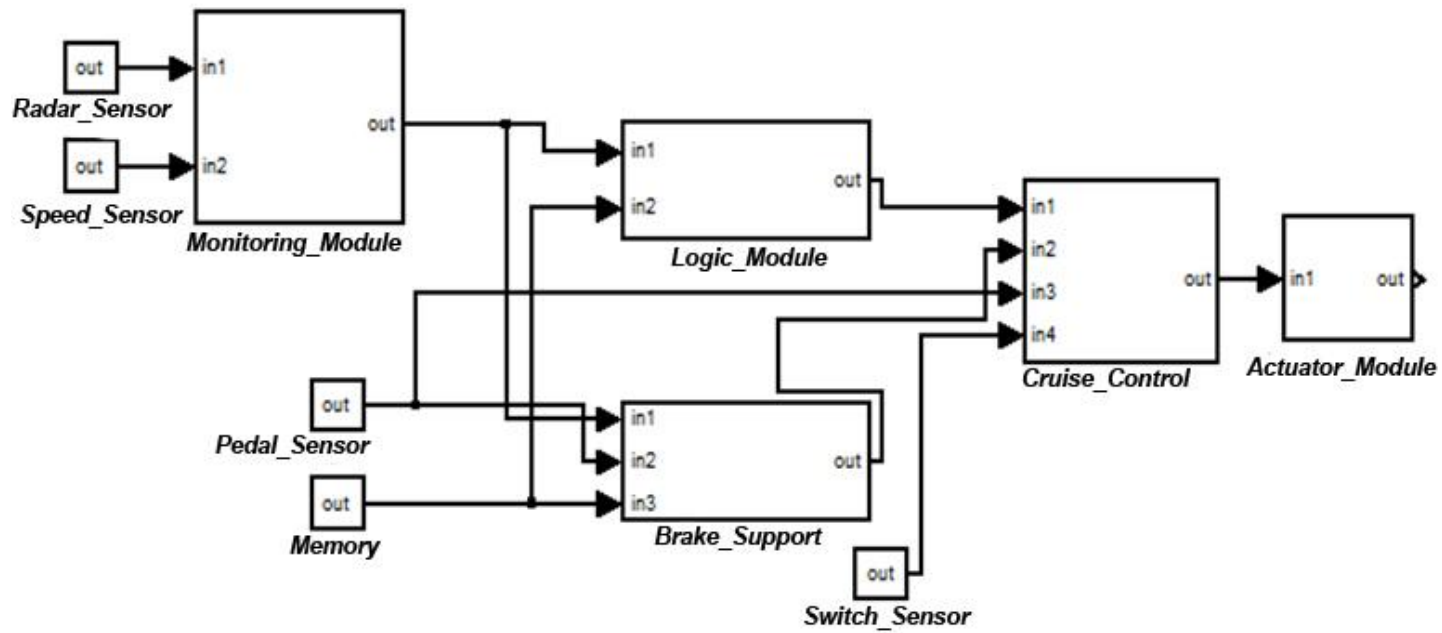 out
Radar_Sensor
out
Speed_Sensor
in1
in2
out
Monitoring_Module
in1
in2
out
Logic_Module
out
Pedal_Sensor
out
Memory
in1
in2
in3
out
Brake_Support
out
Switch_Sensor
in1
in2
in3
in4
out
Cruise_Control
in1
out
Actuator_Module